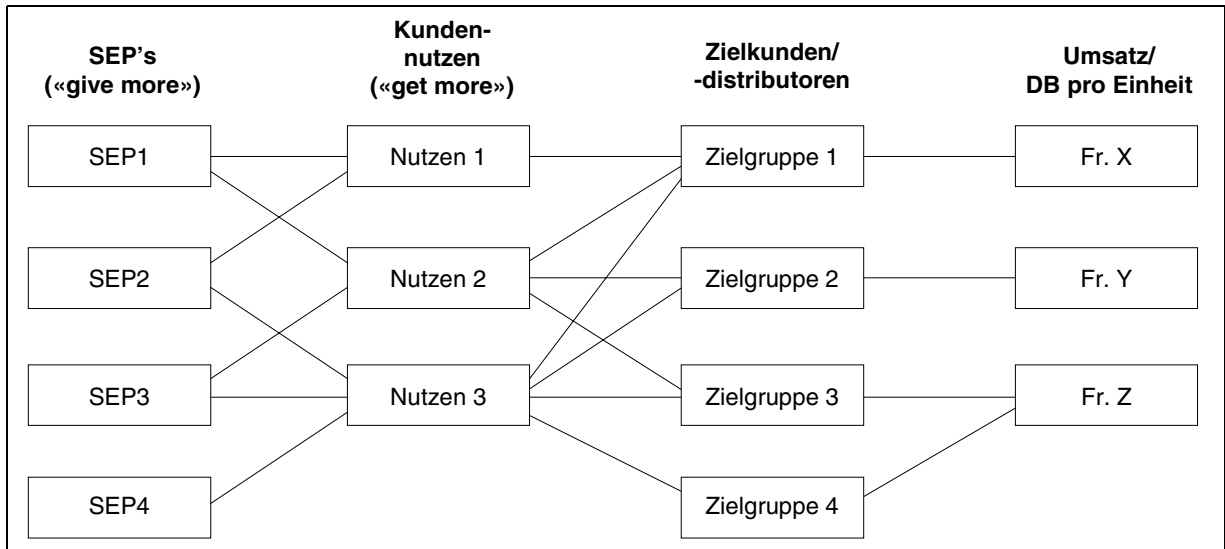 SEP's
(«give more»)
Kunden-
nutzen
(«get more»)
Zielkunden/
-distributoren
Umsatz/
DB pro Einheit
SEP1
Nutzen 1
Zielgruppe 1
Fr. X
SEP2
Nutzen 2
Zielgruppe 2
Fr. Y
SEP3
Nutzen 3
Zielgruppe 3
Fr. Z
SEP4
Zielgruppe 4